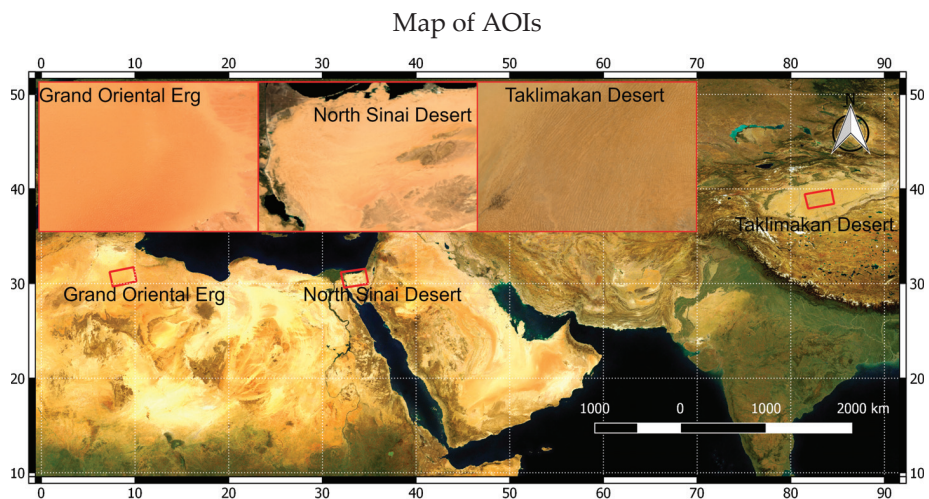 Map of AOIs
0 10 20 30 40 50 60 70 80 90
50 50
Grand Oriental Erg
North Sinai Desert
Taklimakan Desert
N
40 40
Taklimakan Desert
30 30
Grand Oriental Erg
North Sinai Desert
20 20
1000 0 1000 2000 km
10 10
0 10 20 30 40 50 60 70 80 90